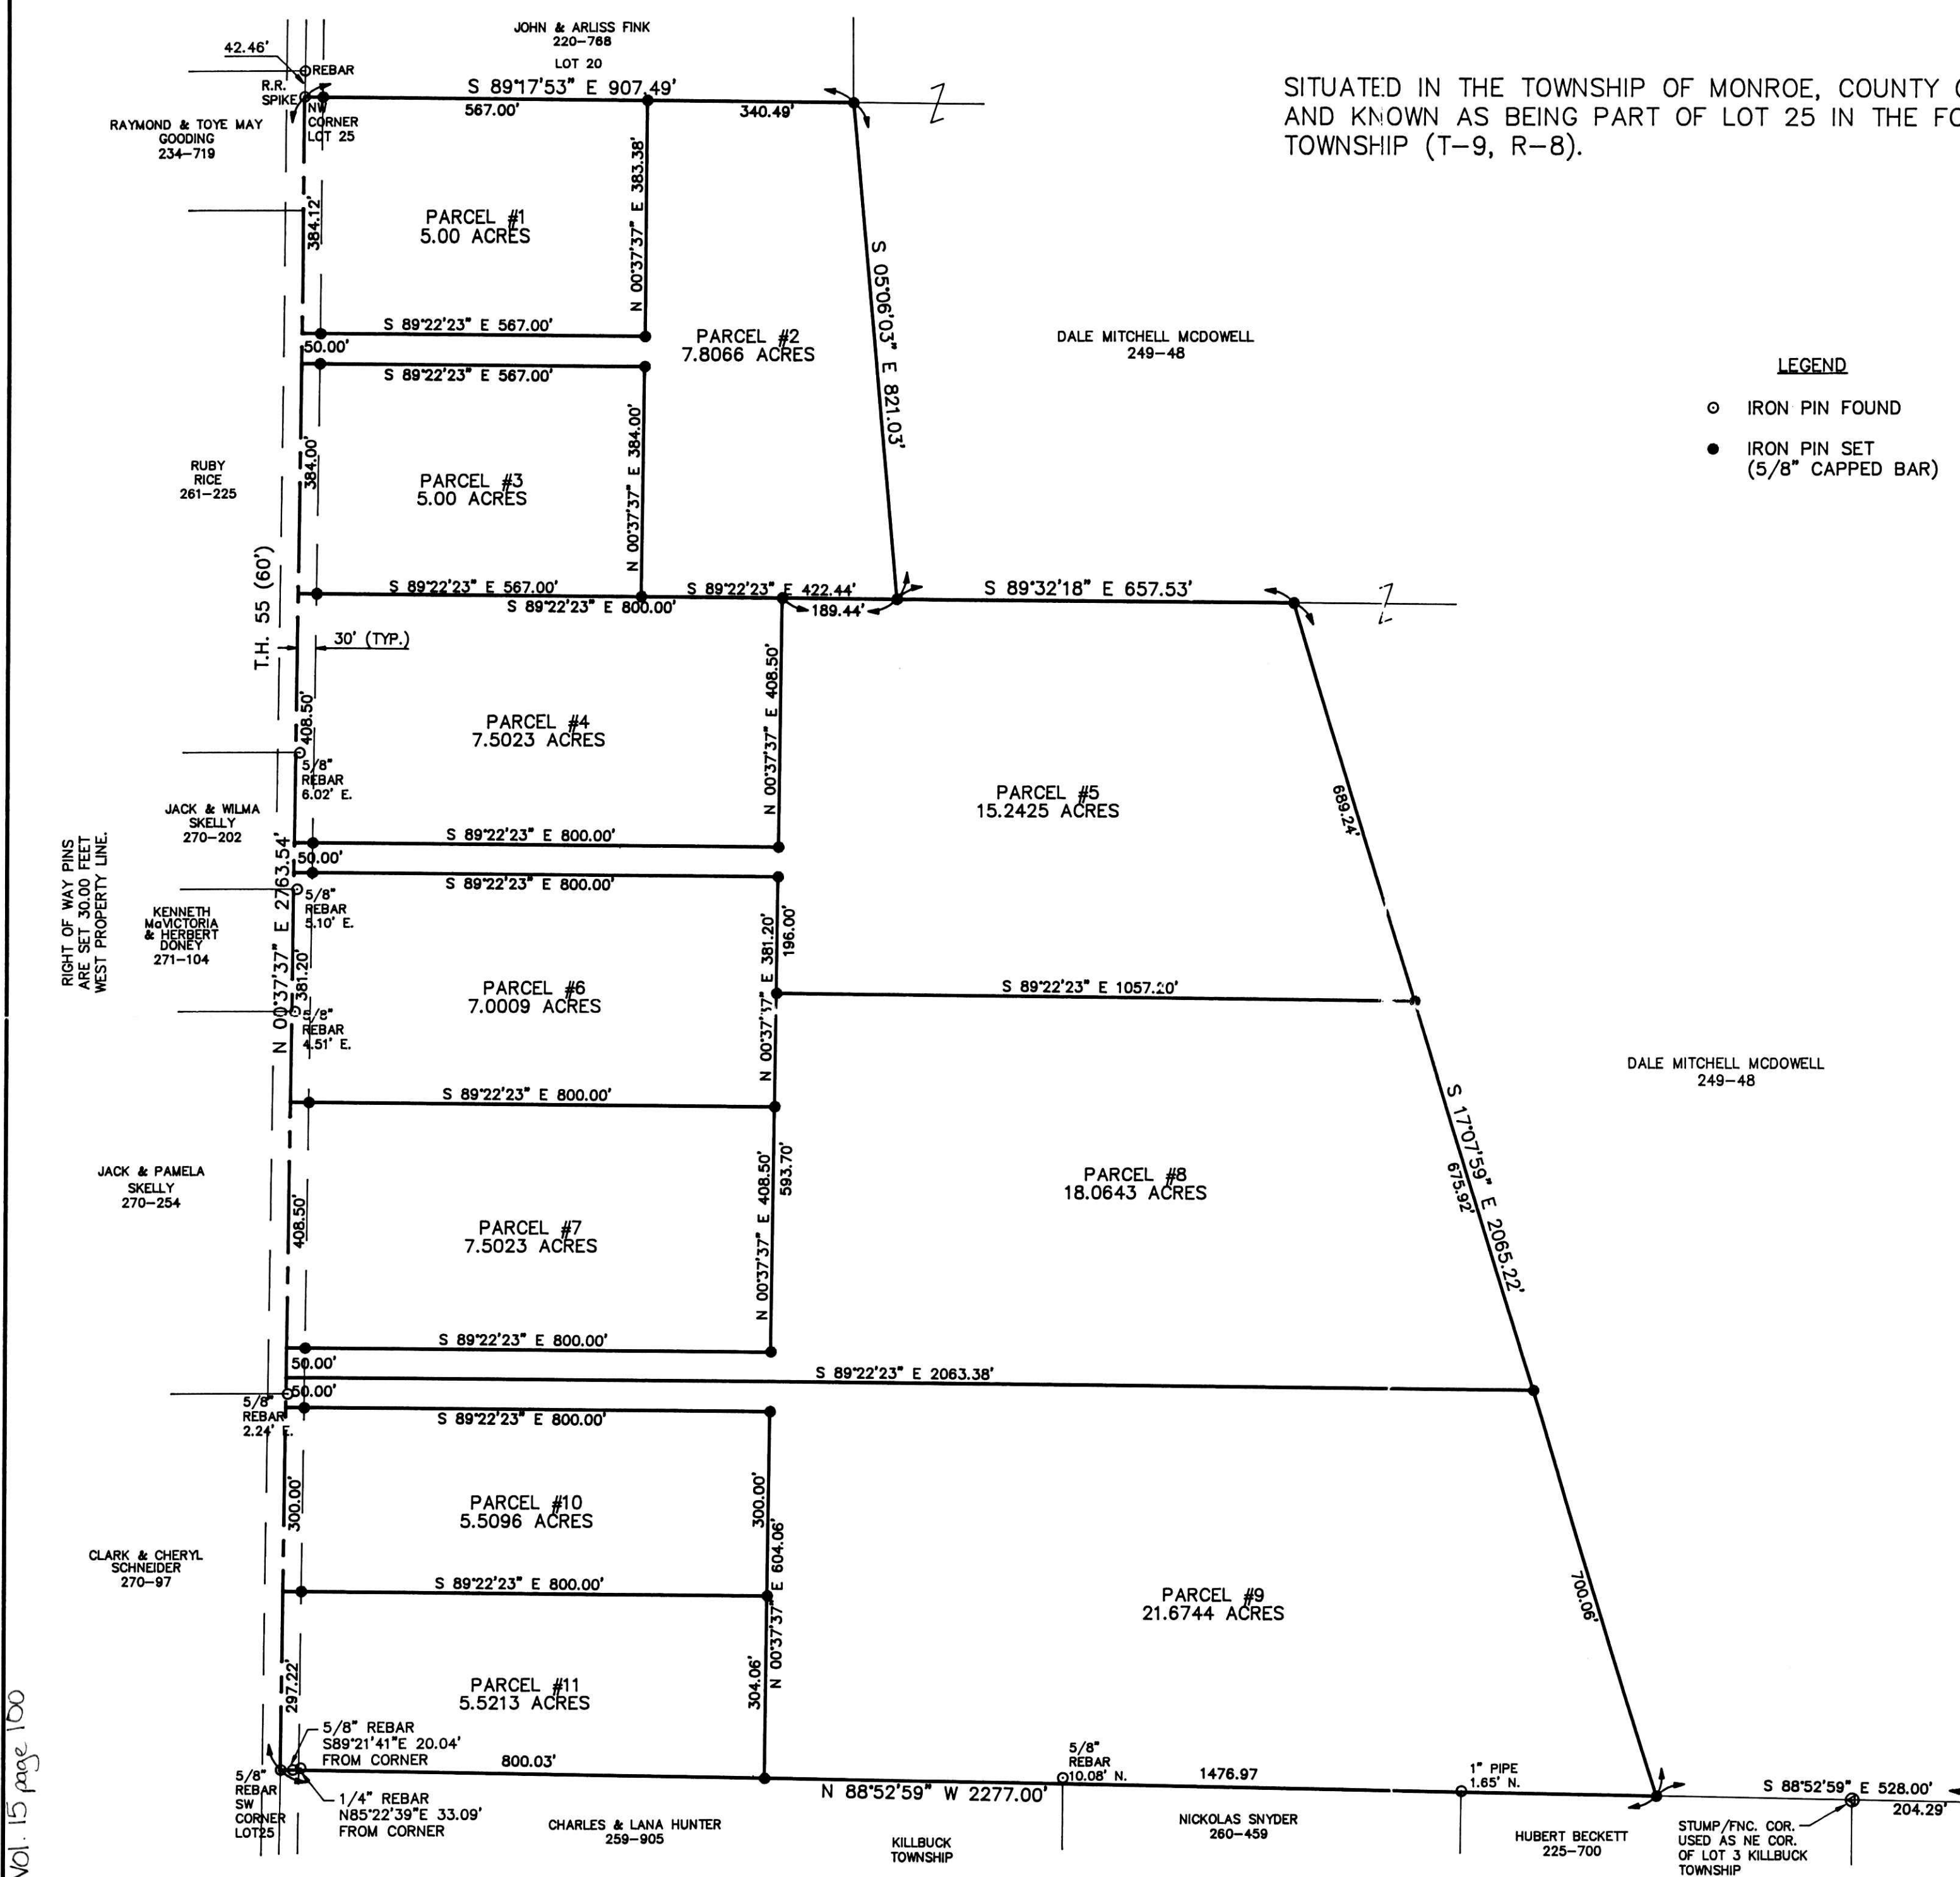 JOHN & ARLISS FINK
220-768
LOT 20
42.46'
REBAR
R.R.
SPIKE
NW
CORNER
LOT 25
S 89°17'53" E 907.49'
567.00'
340.49'
SITUATED IN THE TOWNSHIP OF MONROE, COUNTY
AND KNOWN AS BEING PART OF LOT 25 IN THE
TOWNSHIP (T-9, R-8).
RAYMOND & TOYE MAY
GOODING
234-719
384.12'
PARCEL #1
5.00 ACRES
N 00°37'37" E 383.38'
S 05°06'03" E 821.03'
S 89°22'23" E 567.00'
50.00'
S 89°22'23" E 567.00'
PARCEL #2
7.8066 ACRES
DALE MITCHELL MCDOWELL
249-48
LEGEND
IRON PIN FOUND
IRON PIN SET
(5/8" CAPPED BAR)
RUBY
RICE
261-225
384.00'
PARCEL #3
5.00 ACRES
N 00°37'37" E 384.00'
T.H. 55 (60')
S 89°22'23" E 567.00'
S 89°22'23" E 422.44'
S 89°22'23" E 800.00'
189.44'
S 89°32'18" E 657.53'
30' (TYP.)
408.50'
PARCEL #4
7.5023 ACRES
N 00°37'37" E 408.50'
5/8"
REBAR
6.02' E.
JACK & WILMA
SKELLY
270-202
PARCEL #5
15.2425 ACRES
689.24'
S 89°22'23" E 800.00'
50.00'
S 89°22'23" E 800.00'
RIGHT OF WAY PINS
ARE SET 30.00 FEET
WEST PROPERTY LINE.
N 00°37'37" E 2763.54'
KENNETH
MaVICTORIA
& HERBERT
DONEY
271-104
5/8"
REBAR
5.10' E.
381.20'
PARCEL #6
7.0009 ACRES
N 00°37'37" E 381.20'
196.00'
S 89°22'23" E 1057.20'
5/8"
REBAR
4.51' E.
DALE MITCHELL MCDOWELL
249-48
S 89°22'23" E 800.00'
S 17°07'59" E 2065.22'
675.92'
JACK & PAMELA
SKELLY
270-254
408.50'
PARCEL #7
7.5023 ACRES
N 00°37'37" E 408.50'
593.70'
PARCEL #8
18.0643 ACRES
S 89°22'23" E 800.00'
50.00'
S 89°22'23" E 2063.38'
50.00'
5/8"
REBAR
2.24' E.
S 89°22'23" E 800.00'
300.00'
PARCEL #10
5.5096 ACRES
300.00'
N 00°37'37" E 604.06'
CLARK & CHERYL
SCHNEIDER
270-97
S 89°22'23" E 800.00'
PARCEL #9
21.6744 ACRES
700.06'
297.22'
PARCEL #11
5.5213 ACRES
304.06'
Vol. 15 page 100
5/8" REBAR
S89°21'41"E 20.04'
FROM CORNER
800.03'
5/8"
REBAR
SW
CORNER
LOT25
1/4" REBAR
N85°22'39"E 33.09'
FROM CORNER
N 88°52'59" W 2277.00'
5/8"
REBAR
10.08' N.
1476.97
1" PIPE
1.65' N.
S 88°52'59" E 528.00'
204.29'
CHARLES & LANA HUNTER
259-905
KILLBUCK
TOWNSHIP
NICKOLAS SNYDER
260-459
HUBERT BECKETT
225-700
STUMP/FNC. COR.
USED AS NE COR.
OF LOT 3 KILLBUCK
TOWNSHIP